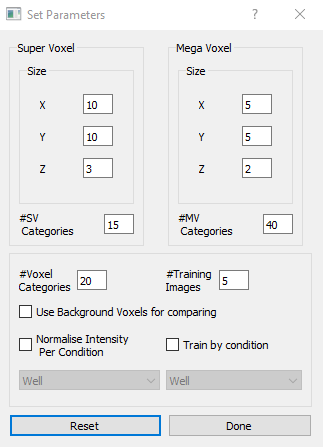 Set Parameters
?
Super Voxel
Size
X 10
Y 10
Z 3
#SV
Categories 15
Mega Voxel
Size
X 5
Y 5
Z 2
#MV
Categories 40
#Voxel
Categories 20
#Training
Images 5
Use Background Voxels for comparing
Normalise Intensity
Per Condition
Train by condition
Well
Well
Reset
Done